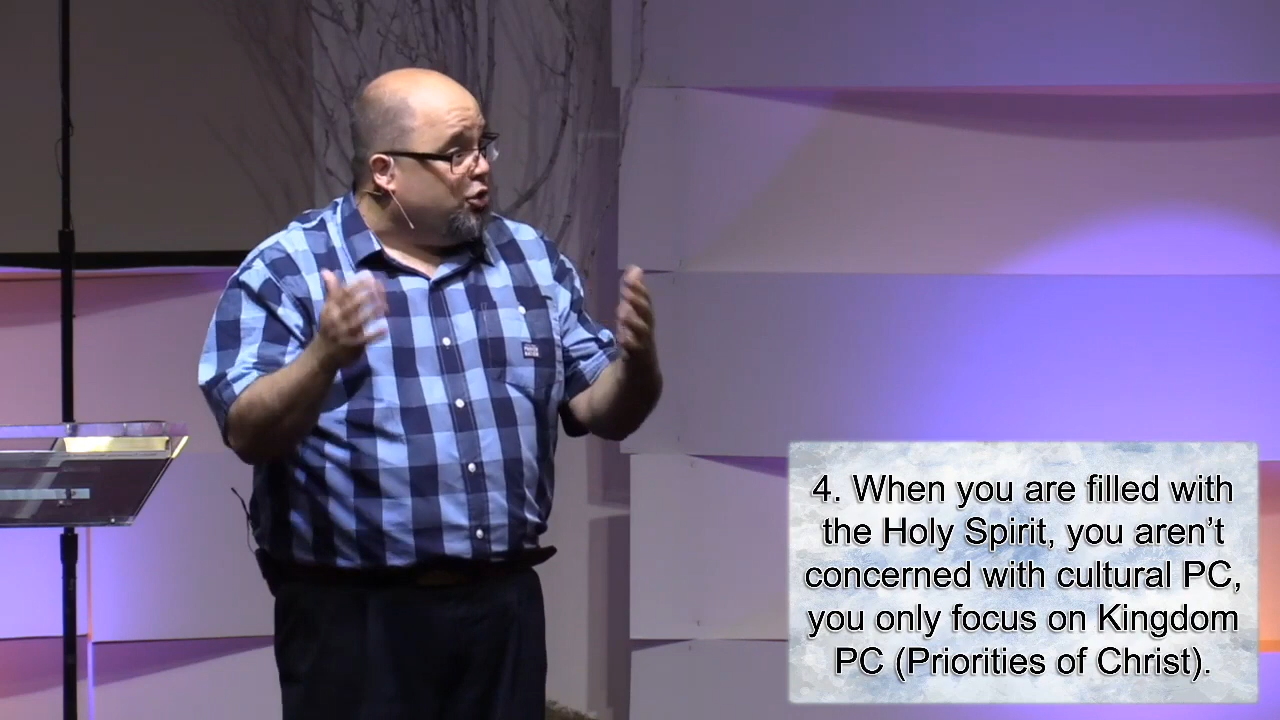 4. When you are filled with
the Holy Spirit, you aren’t
concerned with cultural PC,
you only focus on Kingdom
PC (Priorities of Christ).